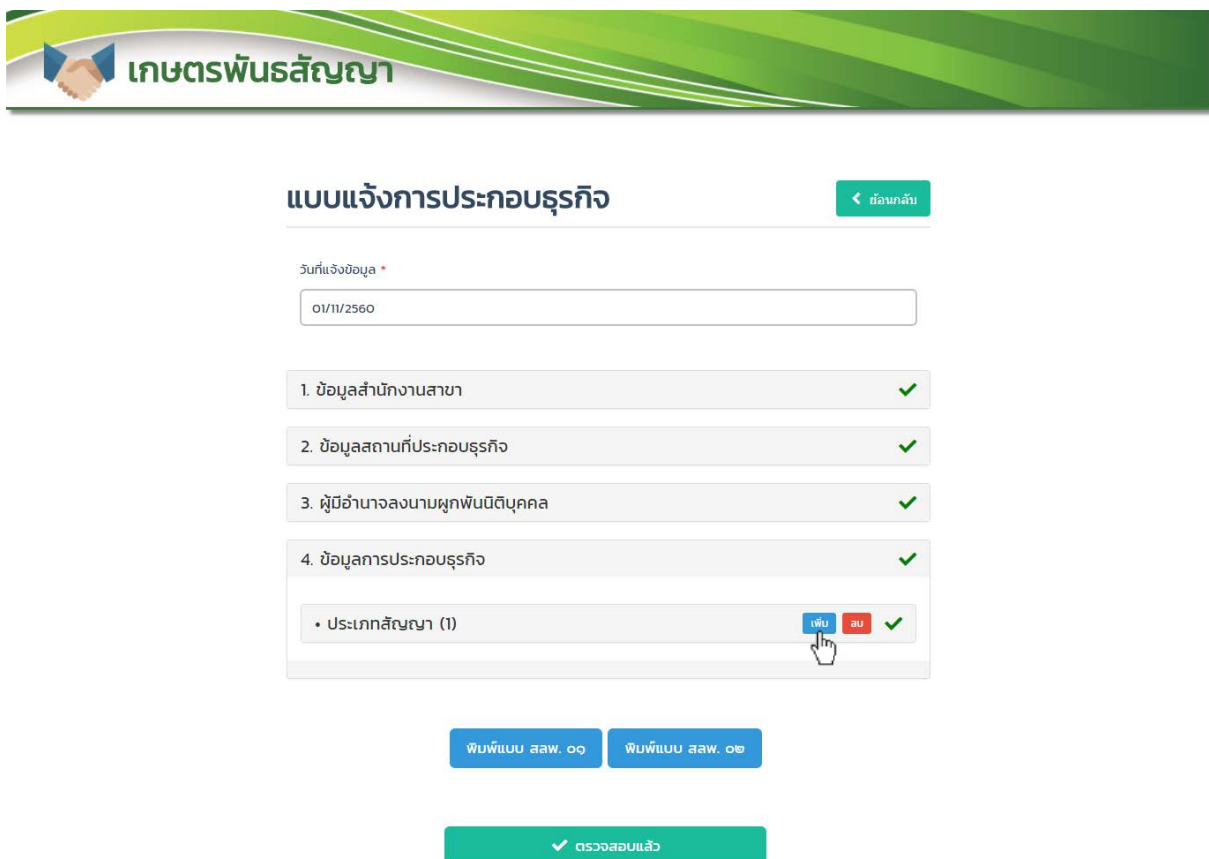 เกษตรพันธสัญญา
แบบแจ้งการประกอบธุรกิจ
ย้อนกลับ
วันที่แจ้งข้อมูล *
01/11/2560
1. ข้อมูลสำนักงานสาขา
2. ข้อมูลสถานที่ประกอบธุรกิจ
3. ผู้มีอำนาจลงนามผูกพันนิติบุคคล
4. ข้อมูลการประกอบธุรกิจ
• ประเภทสัญญา (1) เพิ่ม ลบ
พิมพ์แบบ สลพ. ๐๑ พิมพ์แบบ สลพ. ๐๒
ตรวจสอบแล้ว